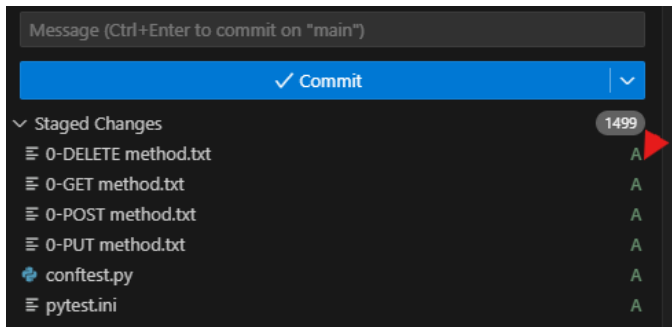 Message (Ctrl+Enter to commit on "main")
Commit
Staged Changes 1499
0-DELETE method.txt A
0-GET method.txt A
0-POST method.txt A
0-PUT method.txt A
conftest.py A
pytest.ini A